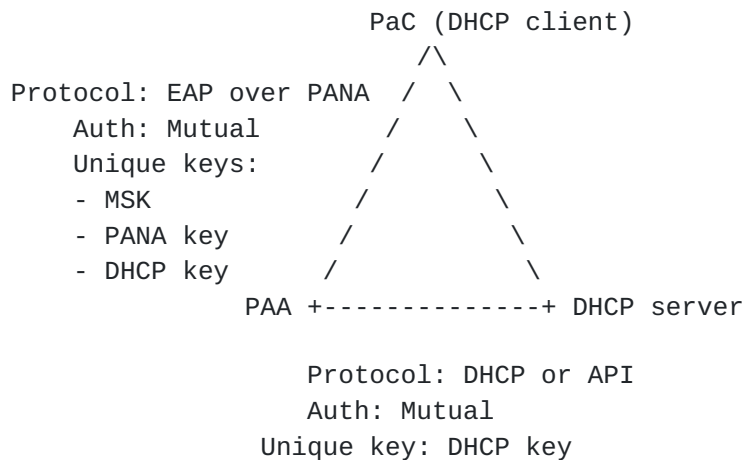 PaC (DHCP client)
/\
Protocol: EAP over PANA / \
Auth: Mutual / \
Unique keys: / \
- MSK / \
- PANA key / \
- DHCP key / \
PAA +--------------+ DHCP server
Protocol: DHCP or API
Auth: Mutual
Unique key: DHCP key